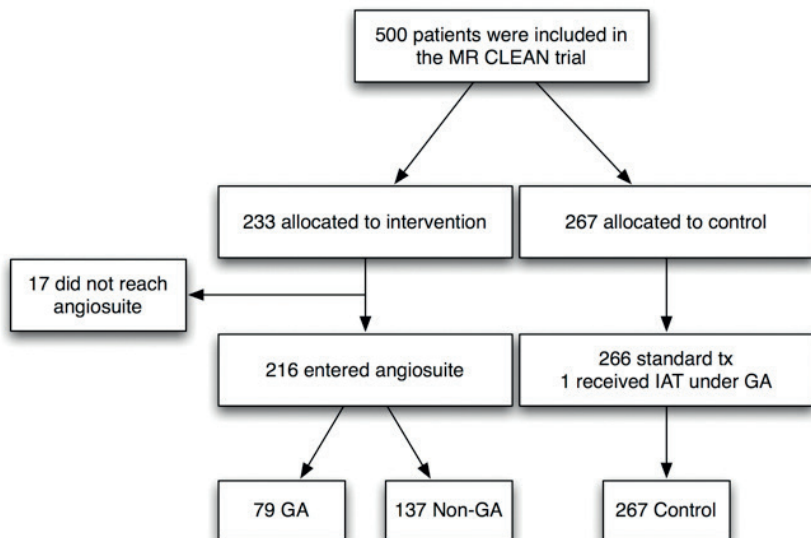 500 patients were included in
the MR CLEAN trial
233 allocated to intervention
267 allocated to control
17 did not reach
angiosuite
216 entered angiosuite
266 standard tx
1 received IAT under GA
79 GA
137 Non-GA
267 Control